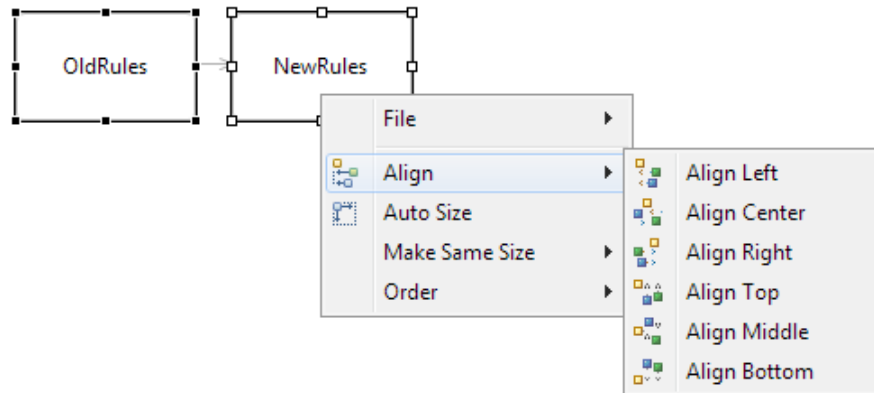 OldRules
NewRules
File
Align
Auto Size
Make Same Size
Order
Align Left
Align Center
Align Right
Align Top
Align Middle
Align Bottom